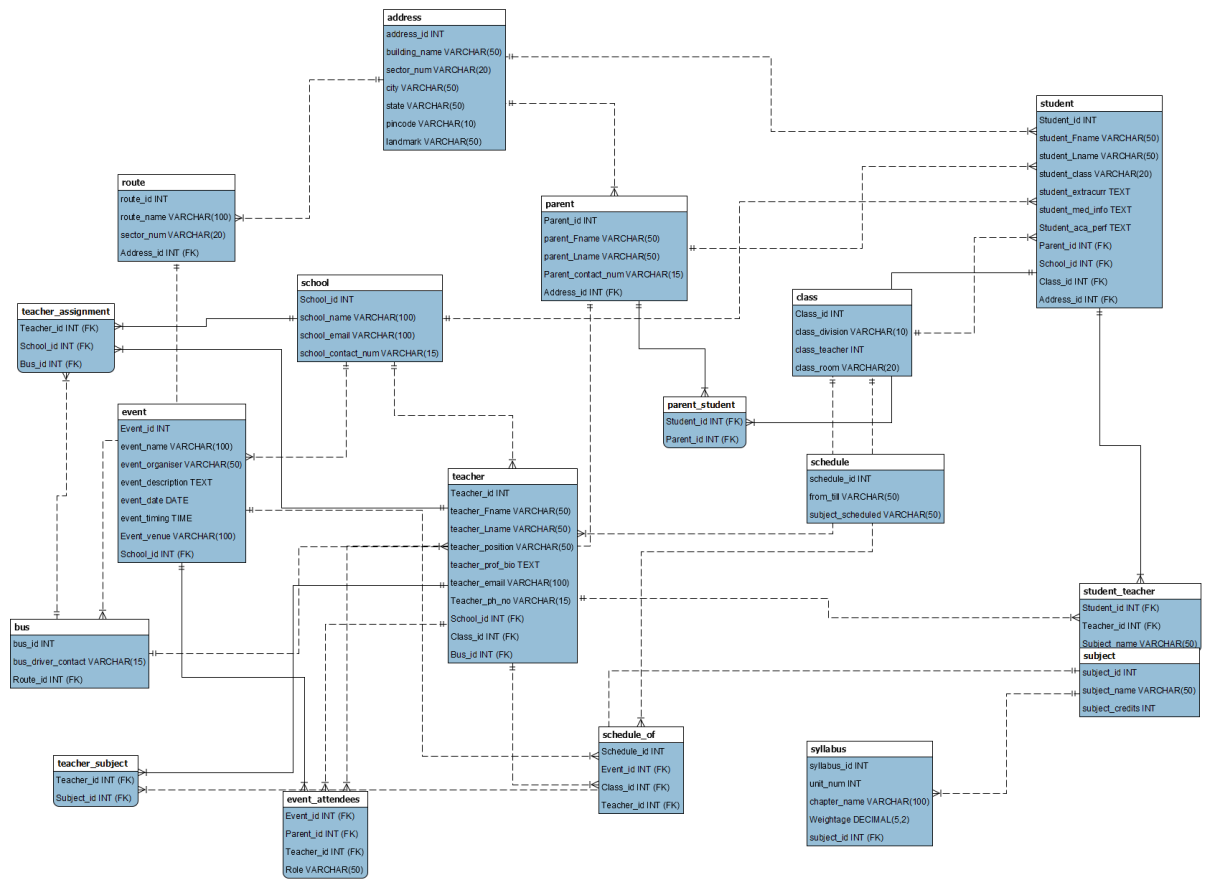 address
address_id INT
building_name VARCHAR(50)
sector_num VARCHAR(20)
city VARCHAR(50)
state VARCHAR(50)
pincode VARCHAR(10)
landmark VARCHAR(50)
student
Student_id INT
student_Fname VARCHAR(50)
student_Lname VARCHAR(50)
student_class VARCHAR(20)
student_extracurr TEXT
student_med_info TEXT
Student_aca_perf TEXT
Parent_id INT (FK)
School_id INT (FK)
Class_id INT (FK)
Address_id INT (FK)
route
route_id INT
route_name VARCHAR(100)
sector_num VARCHAR(20)
Address_id INT (FK)
parent
Parent_id INT
parent_Fname VARCHAR(50)
parent_Lname VARCHAR(50)
Parent_contact_num VARCHAR(15)
Address_id INT (FK)
school
School_id INT
school_name VARCHAR(100)
school_email VARCHAR(100)
school_contact_num VARCHAR(15)
class
Class_id INT
class_division VARCHAR(10)
class_teacher INT
class_room VARCHAR(20)
teacher_assignment
Teacher_id INT (FK)
School_id INT (FK)
Bus_id INT (FK)
parent_student
Student_id INT (FK)
Parent_id INT (FK)
event
Event_id INT
event_name VARCHAR(100)
event_organiser VARCHAR(50)
event_description TEXT
event_date DATE
event_timing TIME
Event_venue VARCHAR(100)
School_id INT (FK)
schedule
schedule_id INT
from_till VARCHAR(50)
subject_scheduled VARCHAR(50)
teacher
Teacher_id INT
teacher_Fname VARCHAR(50)
teacher_Lname VARCHAR(50)
teacher_position VARCHAR(50)
teacher_prof_bio TEXT
teacher_email VARCHAR(100)
Teacher_ph_no VARCHAR(15)
School_id INT (FK)
Class_id INT (FK)
Bus_id INT (FK)
student_teacher
Student_id INT (FK)
Teacher_id INT (FK)
Subject_name VARCHAR(50)
bus
bus_id INT
bus_driver_contact VARCHAR(15)
Route_id INT (FK)
subject
subject_id INT
subject_name VARCHAR(50)
subject_credits INT
schedule_of
Schedule_id INT
Event_id INT (FK)
Class_id INT (FK)
Teacher_id INT (FK)
syllabus
syllabus_id INT
unit_num INT
chapter_name VARCHAR(100)
Weightage DECIMAL(5,2)
subject_id INT (FK)
teacher_subject
Teacher_id INT (FK)
Subject_id INT (FK)
event_attendees
Event_id INT (FK)
Parent_id INT (FK)
Teacher_id INT (FK)
Role VARCHAR(50)